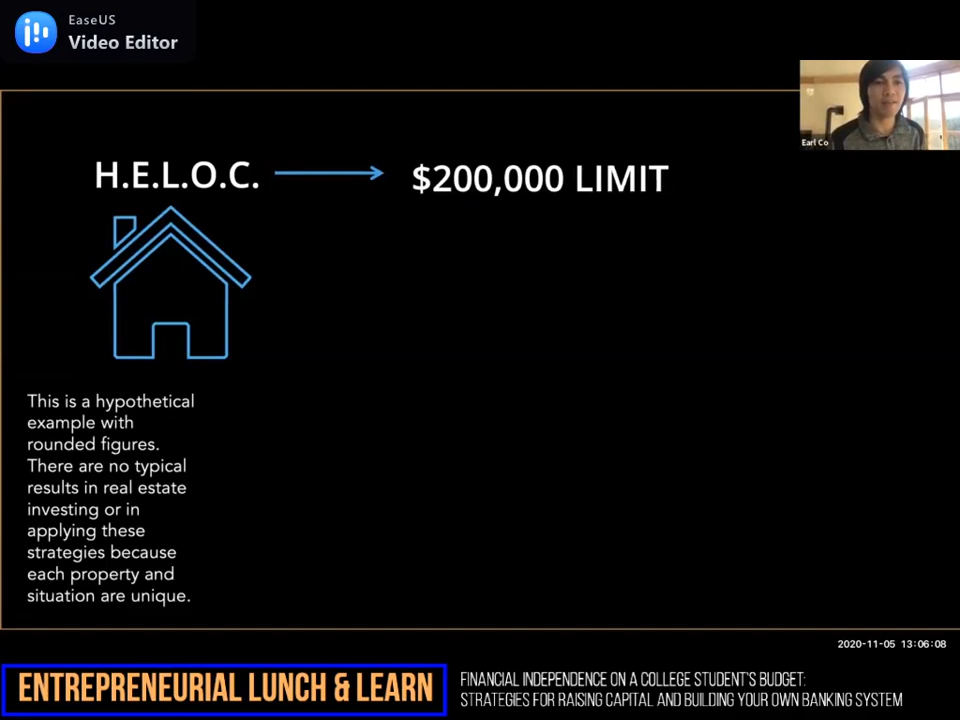 EaseUS
Video Editor
Earl Co
H.E.L.O.C.
$200,000 LIMIT
This is a hypothetical
example with
rounded figures.
There are no typical
results in real estate
investing or in
applying these
strategies because
each property and
situation are unique.
2020-11-05 13:06:08
ENTREPRENEURIAL LUNCH & LEARN
FINANCIAL INDEPENDENCE ON A COLLEGE STUDENT'S BUDGET:
STRATEGIES FOR RAISING CAPITAL AND BUILDING YOUR OWN BANKING SYSTEM